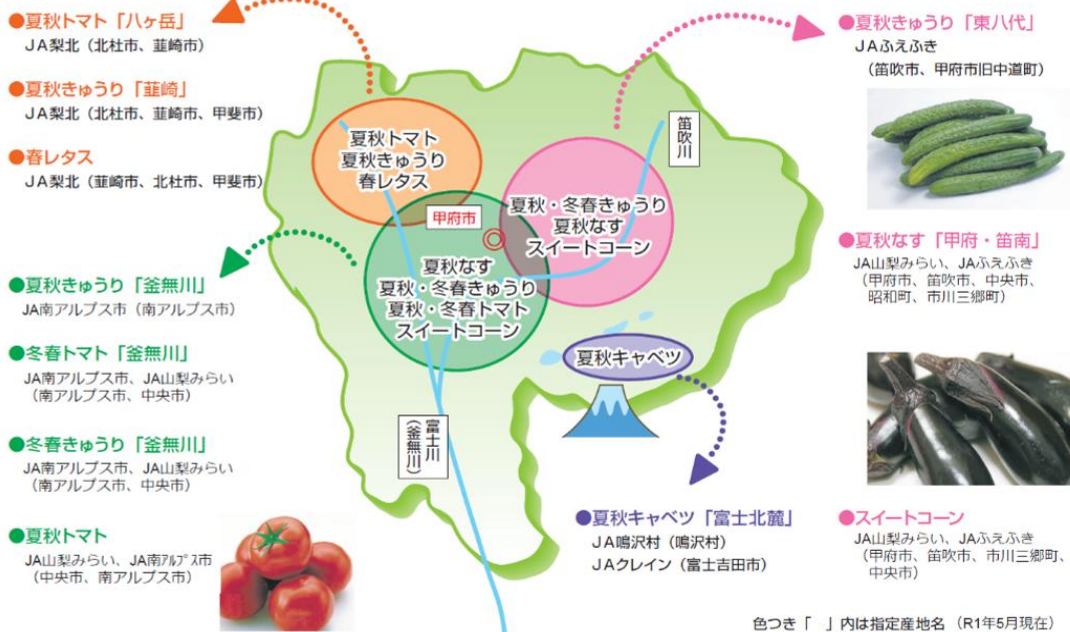 ●夏秋トマト「八ヶ岳」
JA梨北（北杜市、韮崎市）
●夏秋きゅうり「韮崎」
JA梨北（北杜市、韮崎市、甲斐市）
●春レタス
JA梨北（韮崎市、北杜市、甲斐市）
●夏秋きゅうり「釜無川」
JA南アルプス市（南アルプス市）
●冬春トマト「釜無川」
JA南アルプス市、JA山梨みらい
（南アルプス市、中央市）
●冬春きゅうり「釜無川」
JA南アルプス市、JA山梨みらい
（南アルプス市、中央市）
●夏秋トマト
JA山梨みらい、JA南ｱﾙﾌﾟｽ市
（中央市、南アルプス市）
夏秋トマト
夏秋きゅうり
春レタス
甲府市
夏秋なす
夏秋・冬春きゅうり
夏秋・冬春トマト
スイートコーン
笛吹川
夏秋・冬春きゅうり
夏秋なす
スイートコーン
夏秋キャベツ
富士川
（釜無川）
●夏秋キャベツ「富士北麓」
JA鳴沢村（鳴沢村）
JAクレイン（富士吉田市）
●夏秋きゅうり「東八代」
JAふえふき
（笛吹市、甲府市旧中道町）
●夏秋なす「甲府・笛南」
JA山梨みらい、JAふえふき
（甲府市、笛吹市、中央市、
昭和町、市川三郷町）
●スイートコーン
JA山梨みらい、JAふえふき
（甲府市、笛吹市、市川三郷町、
中央市）
色つき「　」内は指定産地名（R1年5月現在）